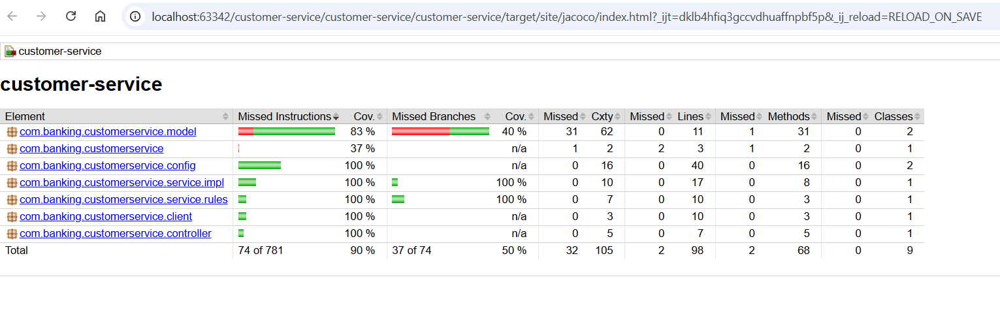 localhost:63342/customer-service/customer-service/customer-service/target/site/jacoco/index.html?_ijt=dklb4hfiq3gccvdhuaffnpbf5p&_ij_reload=RELOAD_ON_SAVE
customer-service
customer-service
Element Missed Instructions Cov. Missed Branches Cov. Missed Cxty Missed Lines Missed Methods Missed Classes
com.banking.customerservice.model 83 % 40 % 31 62 0 11 1 31 0 2
com.banking.customerservice 37 % n/a 1 2 2 3 1 2 0 1
com.banking.customerservice.config 100 % n/a 0 16 0 40 0 16 0 2
com.banking.customerservice.service.impl 100 % 100 % 0 10 0 17 0 8 0 1
com.banking.customerservice.service.rules 100 % 100 % 0 7 0 10 0 3 0 1
com.banking.customerservice.client 100 % n/a 0 3 0 10 0 3 0 1
com.banking.customerservice.controller 100 % n/a 0 5 0 7 0 5 0 1
Total 74 of 781 90 % 37 of 74 50 % 32 105 2 98 2 68 0 9